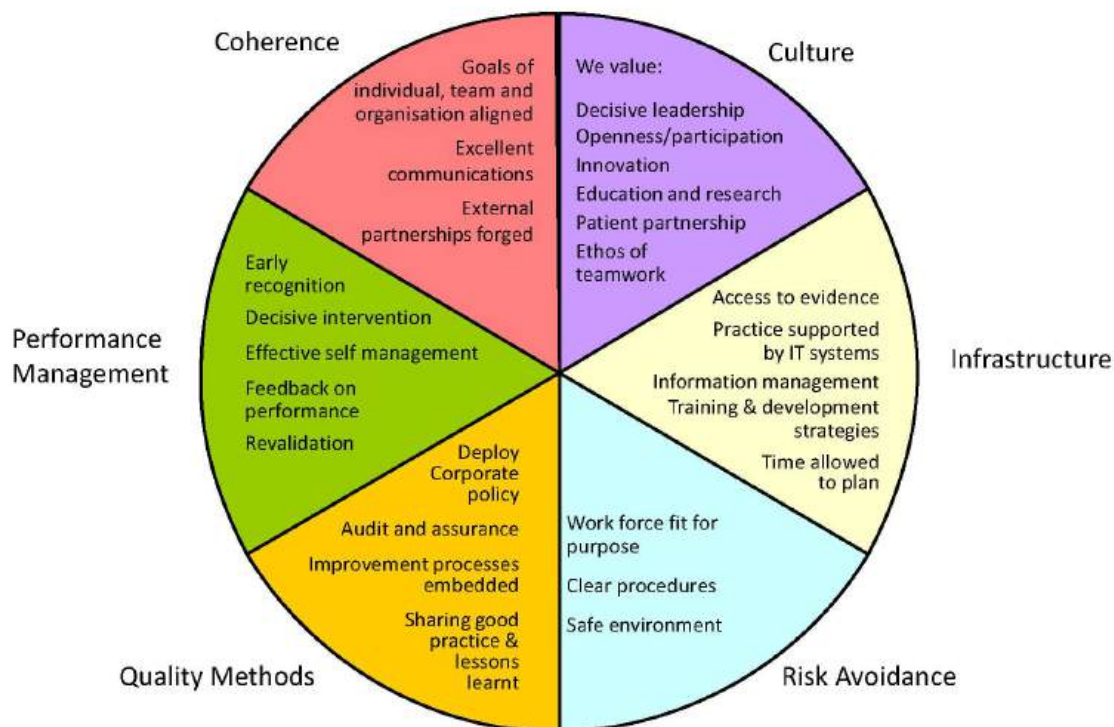 Coherence
Goals of
individual, team and
organisation aligned
Excellent
communications
External
partnerships forged
Culture
We value:
Decisive leadership
Openness/participation
Innovation
Education and research
Patient partnership
Ethos of
teamwork
Infrastructure
Access to evidence
Practice supported
by IT systems
Information management
Training & development
strategies
Time allowed
to plan
Risk Avoidance
Work force fit for
purpose
Clear procedures
Safe environment
Quality Methods
Deploy
Corporate
policy
Audit and assurance
Improvement processes
embedded
Sharing good
practice &
lessons
learnt
Performance
Management
Early
recognition
Decisive intervention
Effective self management
Feedback on
performance
Revalidation